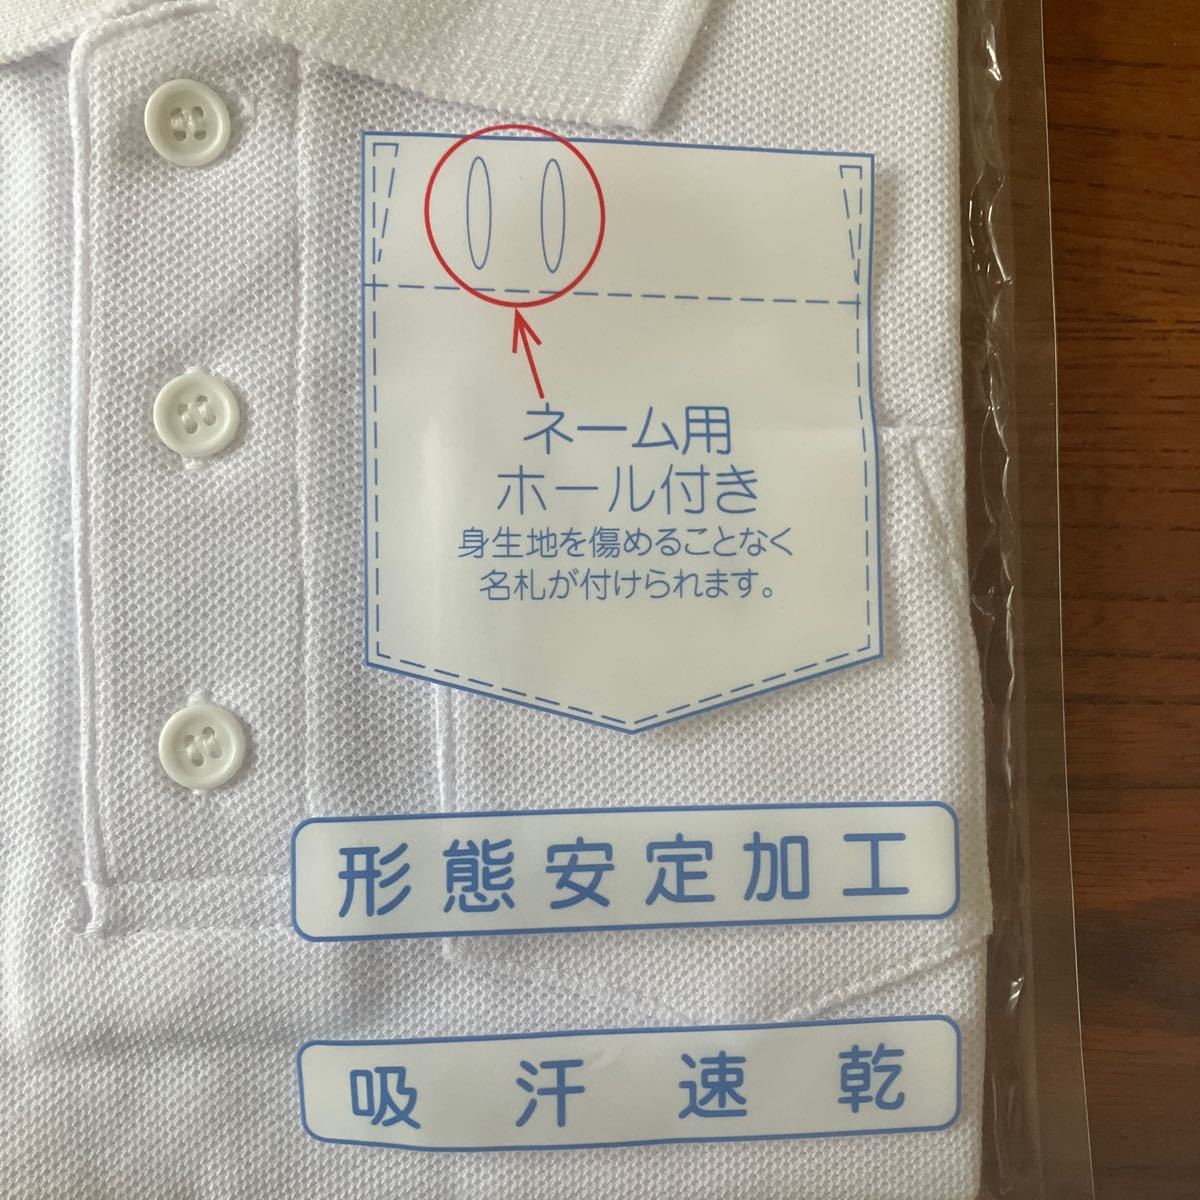 ネーム用
ホール付き
身生地を傷めることなく
名札が付けられます。
形態安定加工
吸汗速乾